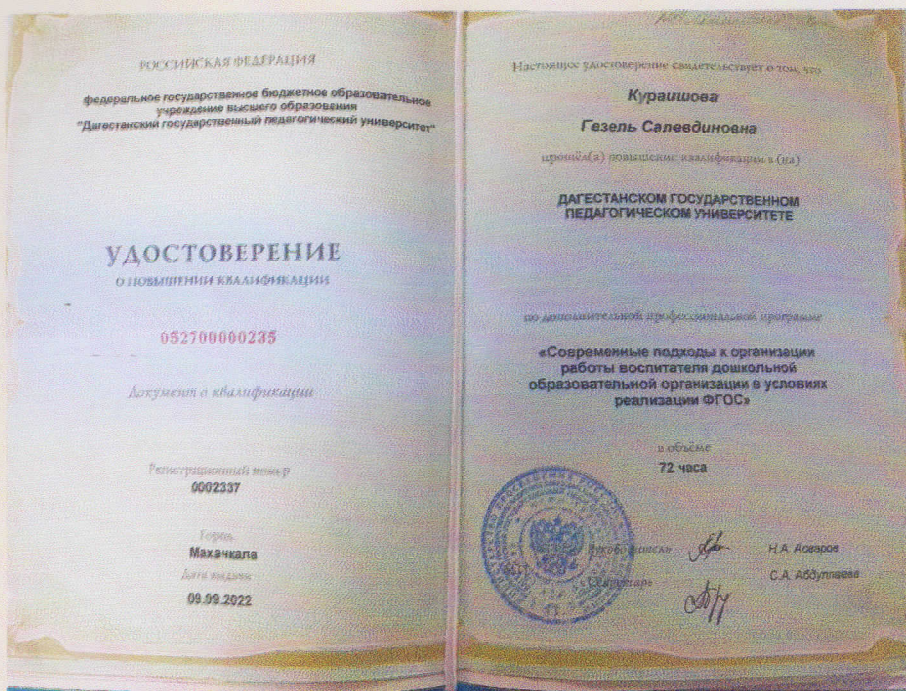 РОССИЙСКАЯ ФЕДЕРАЦИЯ
федеральное государственное бюджетное образовательное
учреждение высшего образования
"Дагестанский государственный педагогический университет"
УДОСТОВЕРЕНИЕ
О ПОВЫШЕНИИ КВАЛИФИКАЦИИ
052700000235
Документ о квалификации
Регистрационный номер
0002337
Город
Махачкала
Дата выдачи
09.09.2022
Настоящее удостоверение свидетельствует о том, что
Кураишова
Гезель Салевдиновна
прошёл(а) повышение квалификации в (на)
ДАГЕСТАНСКОМ ГОСУДАРСТВЕННОМ
ПЕДАГОГИЧЕСКОМ УНИВЕРСИТЕТЕ
по дополнительной профессиональной программе
«Современные подходы к организации
работы воспитателя дошкольной
образовательной организации в условиях
реализации ФГОС»
в объёме
72 часа
Руководитель Н.А. Асваров
Секретарь С.А. Абдуллаева